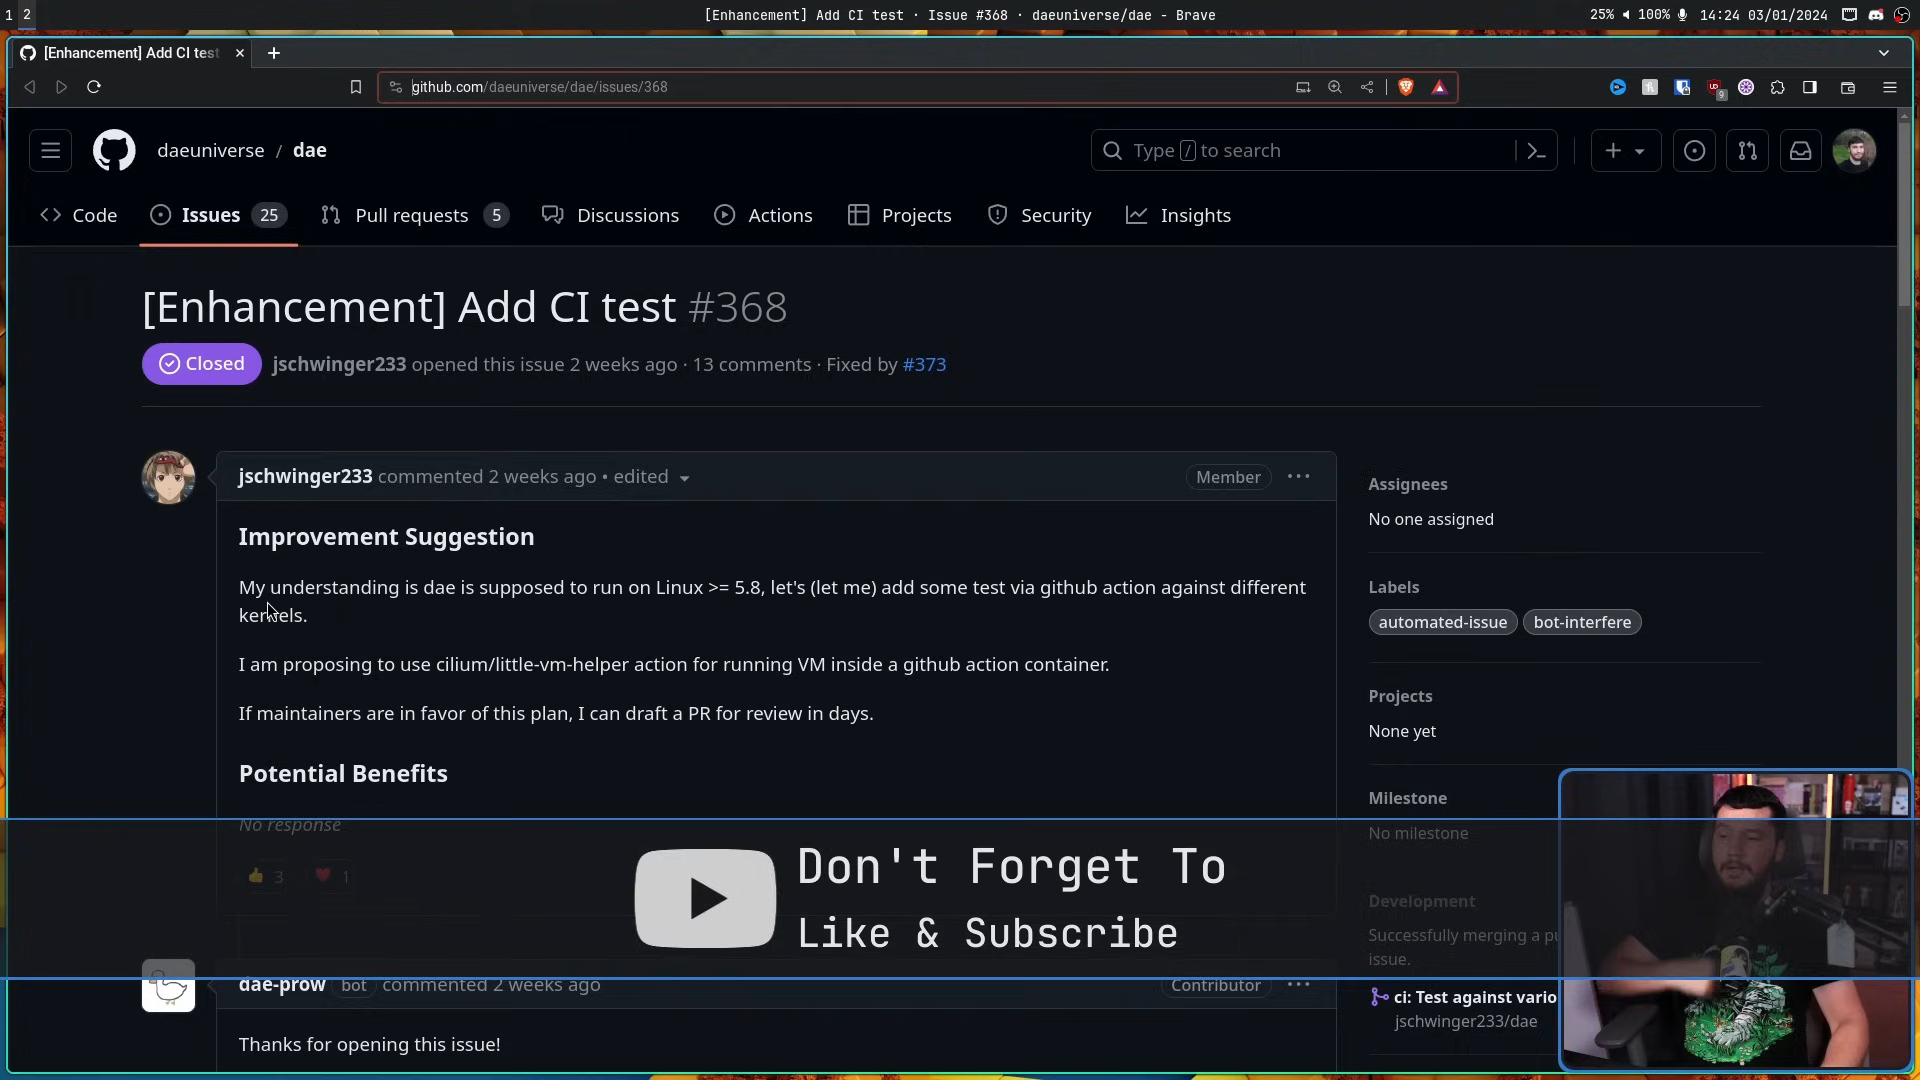 1 2
[Enhancement] Add CI test · Issue #368 · daeuniverse/dae - Brave
25% 100% 14:24 03/01/2024
[Enhancement] Add CI test
github.com/daeuniverse/dae/issues/368
9
daeuniverse / dae
Type / to search
Code
Issues 25
Pull requests 5
Discussions
Actions
Projects
Security
Insights
[Enhancement] Add CI test #368
Closed
jschwinger233 opened this issue 2 weeks ago · 13 comments · Fixed by #373
jschwinger233 commented 2 weeks ago • edited
Member
Improvement Suggestion
My understanding is dae is supposed to run on Linux >= 5.8, let's (let me) add some test via github action against different
kernels.
I am proposing to use cilium/little-vm-helper action for running VM inside a github action container.
If maintainers are in favor of this plan, I can draft a PR for review in days.
Potential Benefits
No response
3 1
dae-prow bot commented 2 weeks ago
Contributor
Thanks for opening this issue!
Assignees
No one assigned
Labels
automated-issue bot-interfere
Projects
None yet
Milestone
No milestone
Development
Successfully merging a pu
issue.
ci: Test against vario
jschwinger233/dae
Don't Forget To
Like & Subscribe